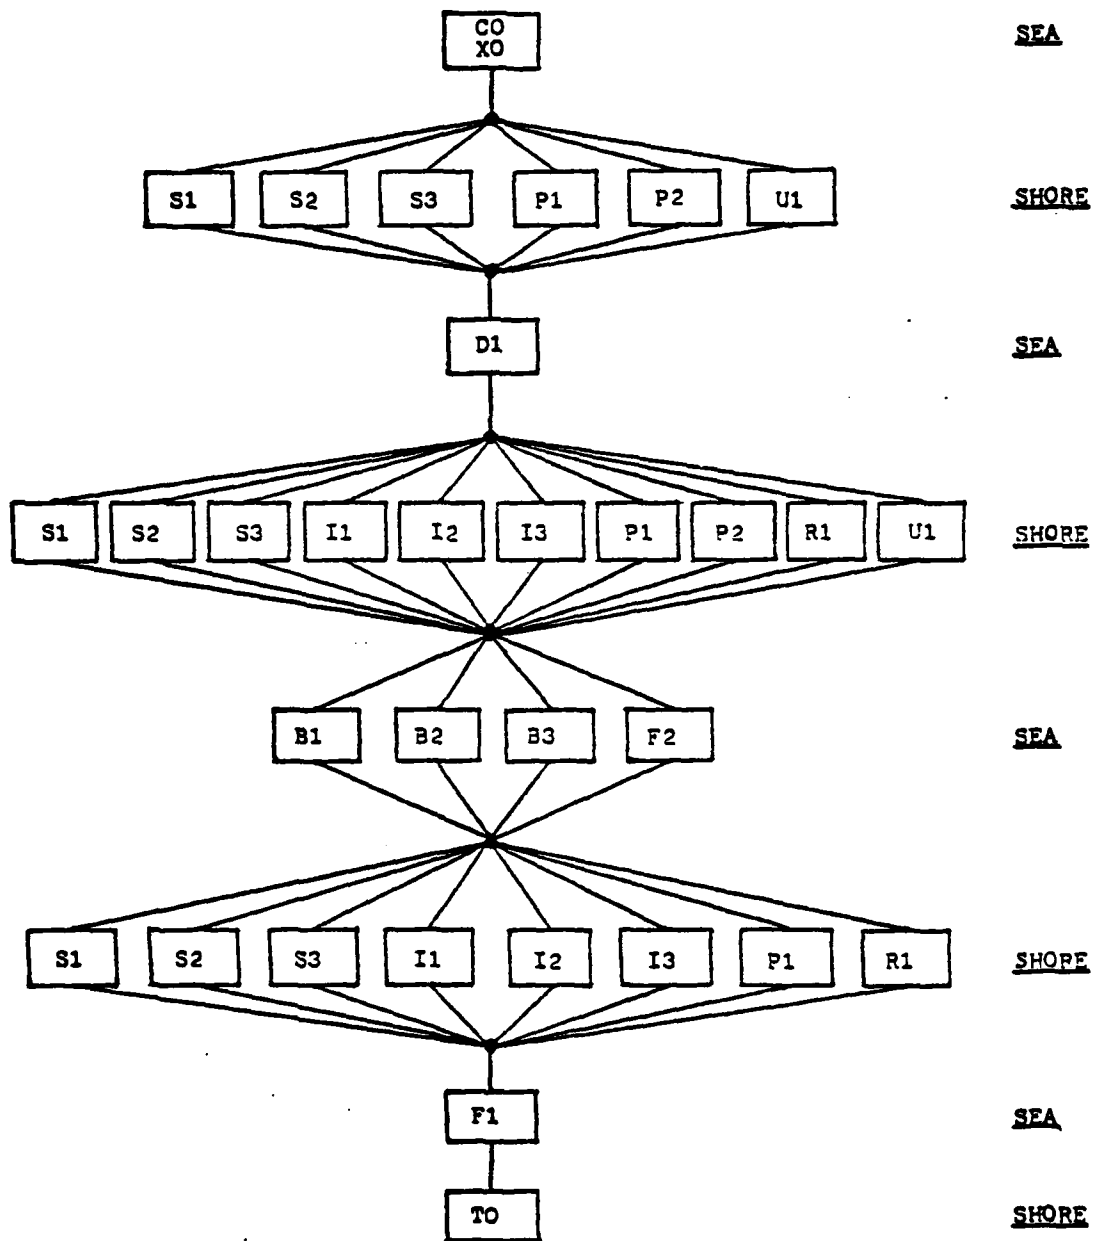 CO
XO
SEA
S1 S2 S3 P1 P2 U1 SHORE
D1 SEA
S1 S2 S3 I1 I2 I3 P1 P2 R1 U1 SHORE
B1 B2 B3 F2 SEA
S1 S2 S3 I1 I2 I3 P1 R1 SHORE
F1 SEA
TO SHORE